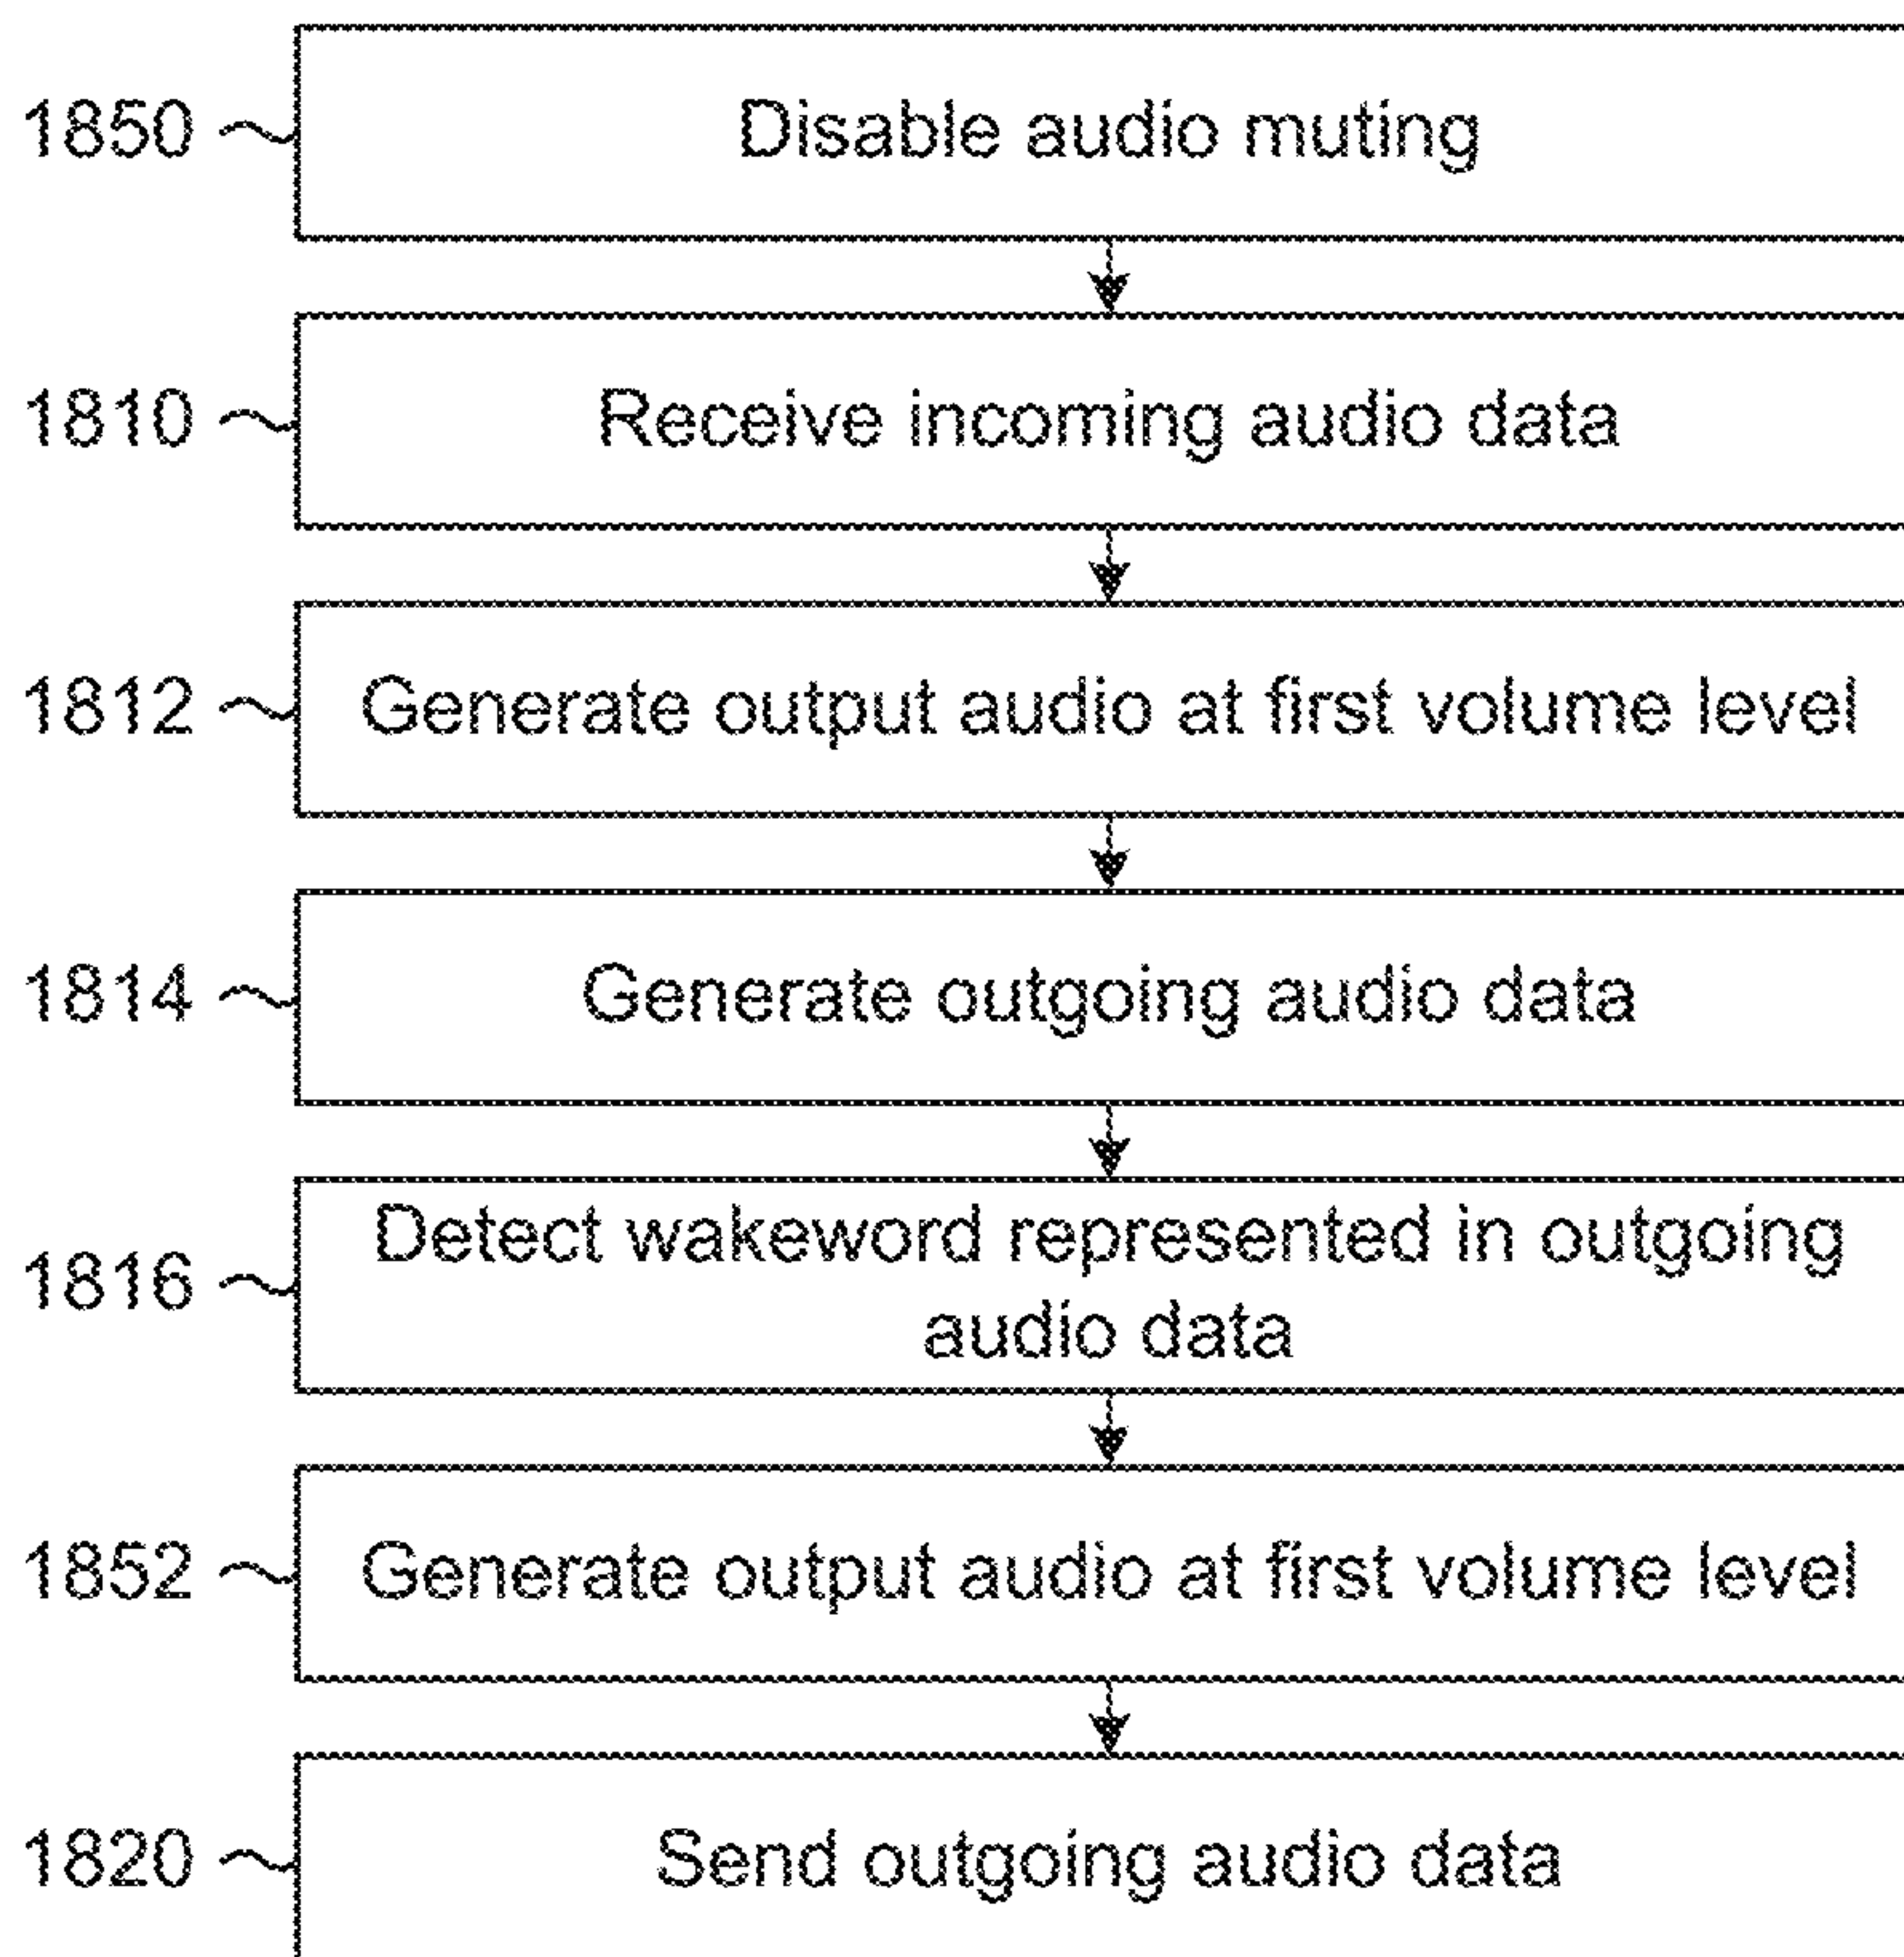 1850 Disable audio muting
1810 Receive incoming audio data
1812 Generate output audio at first volume level
1814 Generate outgoing audio data
1816 Detect wakeword represented in outgoing
audio data
1852 Generate output audio at first volume level
1820 Send outgoing audio data